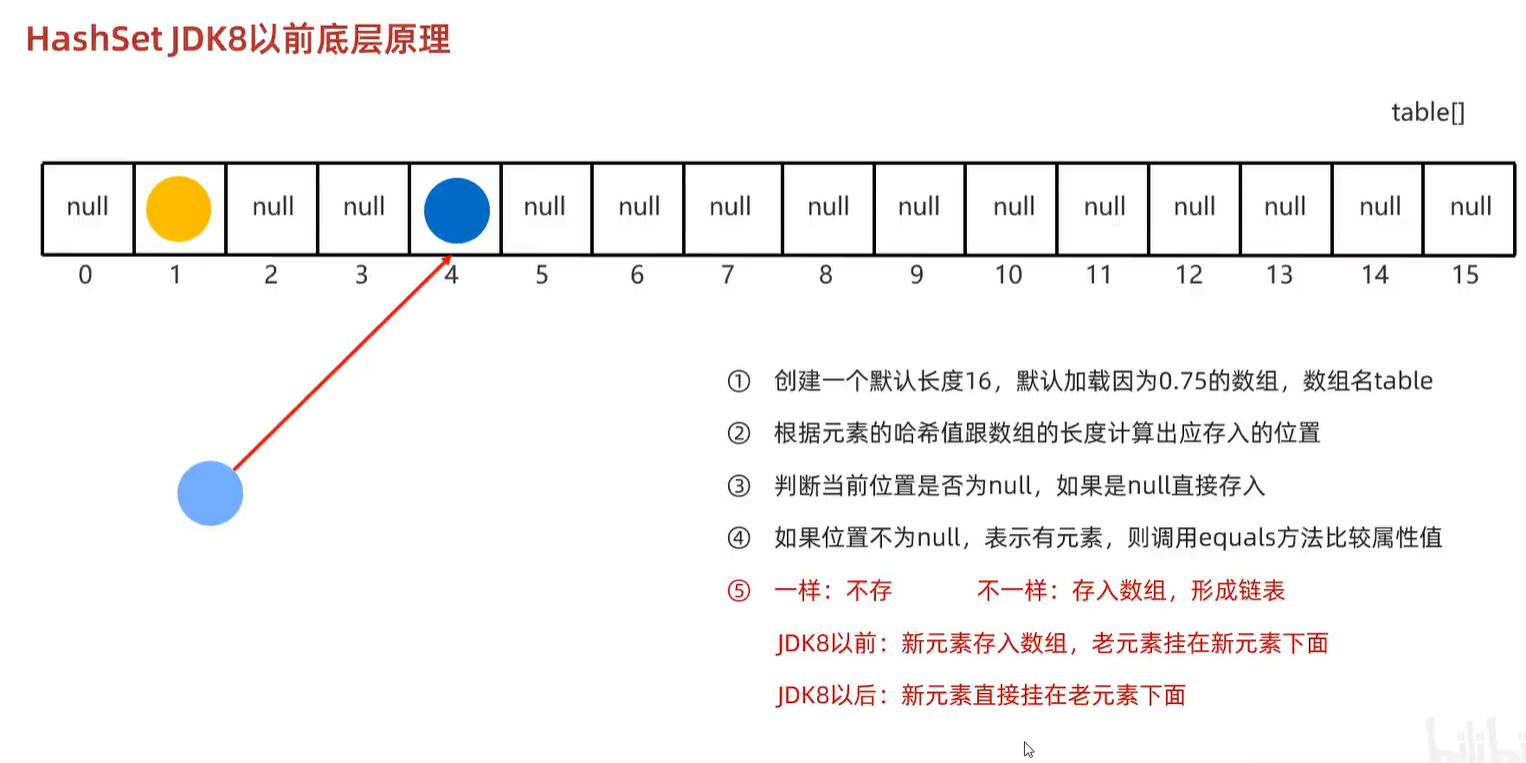 HashSet JDK8以前底层原理
table[]
null null null null null null null null null null null null null null
0 1 2 3 4 5 6 7 8 9 10 11 12 13 14 15
① 创建一个默认长度16，默认加载因为0.75的数组，数组名table
② 根据元素的哈希值跟数组的长度计算出应存入的位置
③ 判断当前位置是否为null，如果是null直接存入
④ 如果位置不为null，表示有元素，则调用equals方法比较属性值
⑤ 一样：不存 不一样：存入数组，形成链表
JDK8以前：新元素存入数组，老元素挂在新元素下面
JDK8以后：新元素直接挂在老元素下面